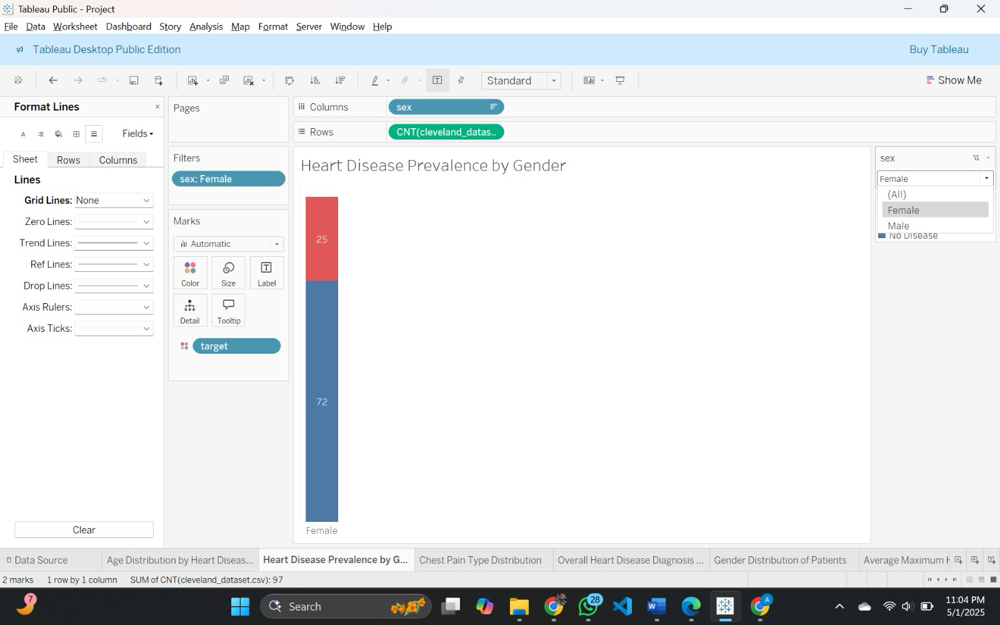 Tableau Public - Project
File Data Worksheet Dashboard Story Analysis Map Format Server Window Help
Tableau Desktop Public Edition
Buy Tableau
Standard
Show Me
Format Lines
Fields
Sheet
Rows
Columns
Lines
Grid Lines: None
Zero Lines:
Trend Lines:
Ref Lines:
Drop Lines:
Axis Rulers:
Axis Ticks:
Clear
Pages
Filters
sex: Female
Marks
Automatic
Color
Size
Label
Detail
Tooltip
target
Columns
sex
Rows
CNT(cleveland_datas..
Heart Disease Prevalence by Gender
25
72
Female
sex
Female
(All)
Female
Male
No Disease
Data Source
Age Distribution by Heart Diseas...
Heart Disease Prevalence by G...
Chest Pain Type Distribution
Overall Heart Disease Diagnosis ...
Gender Distribution of Patients
Average Maximum H
2 marks
1 row by 1 column
SUM of CNT(cleveland_dataset.csv): 97
7
Search
28
A
11:04 PM
5/1/2025